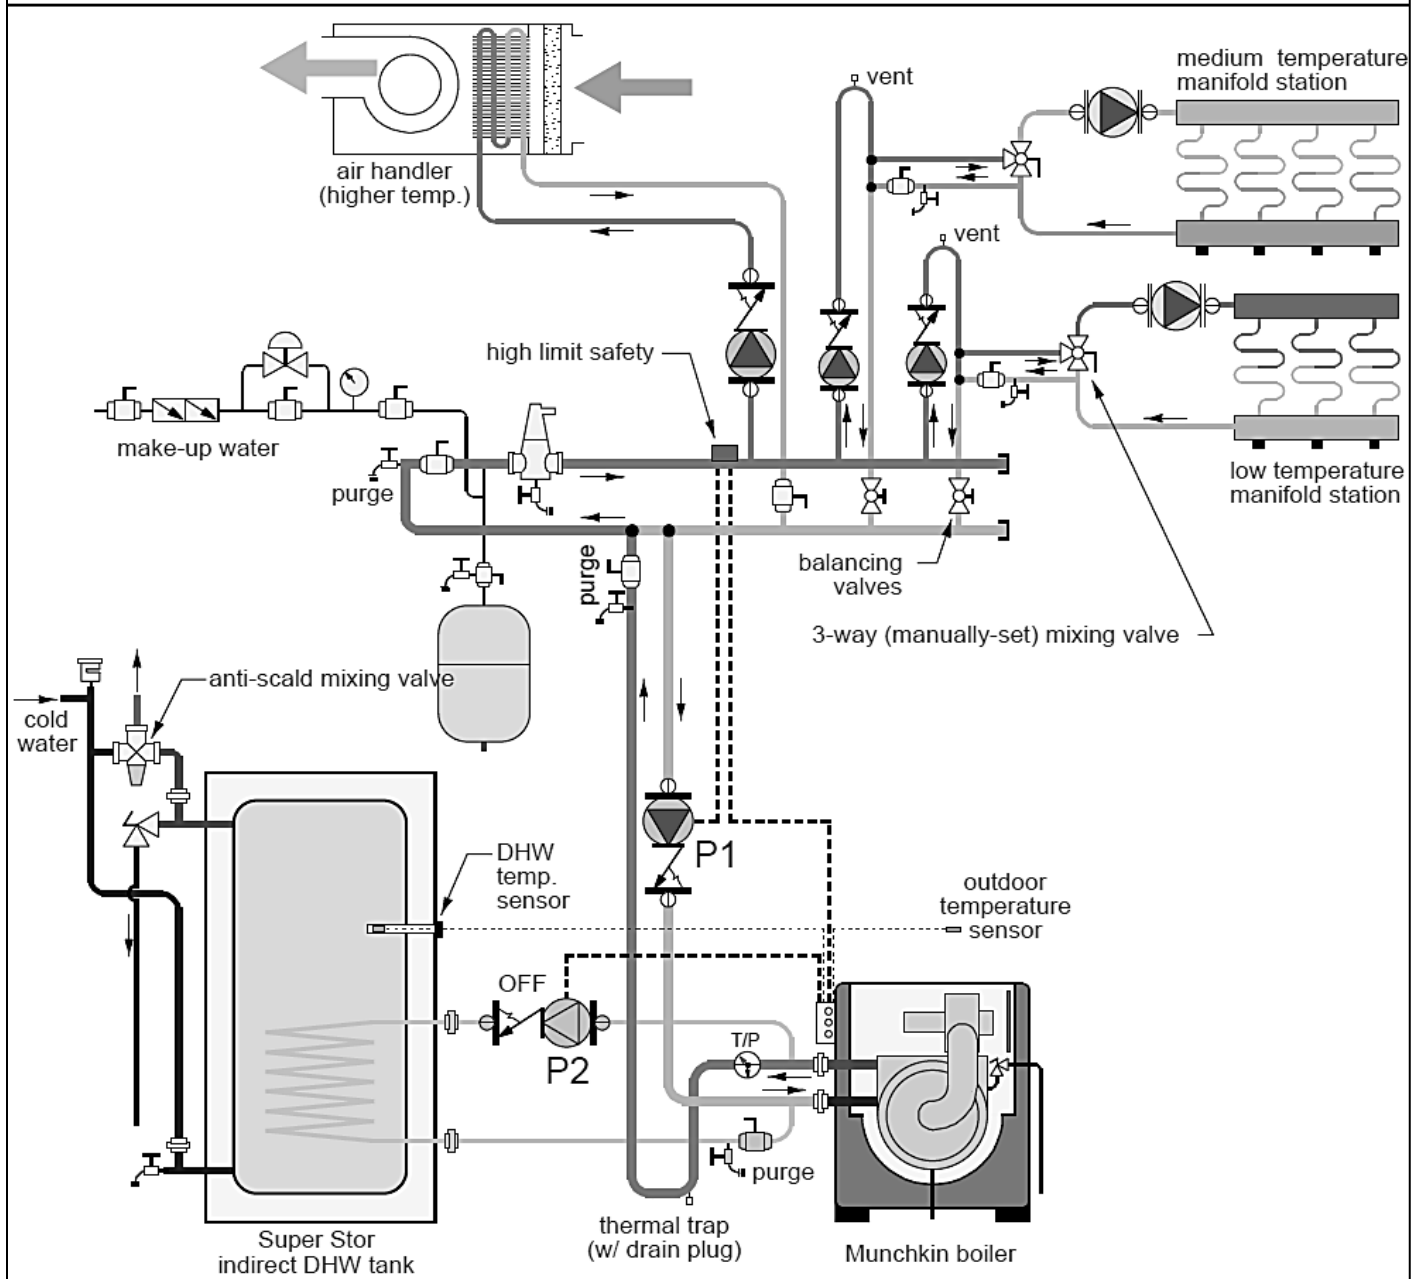 medium temperature
manifold station
vent
air handler
(higher temp.)
vent
high limit safety
make-up water
purge
low temperature
manifold station
purge
balancing
valves
3-way (manually-set) mixing valve
anti-scald mixing valve
cold
water
P1
DHW
temp.
sensor
outdoor
temperature
sensor
OFF
P2
T/P
purge
thermal trap
(w/ drain plug)
Super Stor
indirect DHW tank
Munchkin boiler